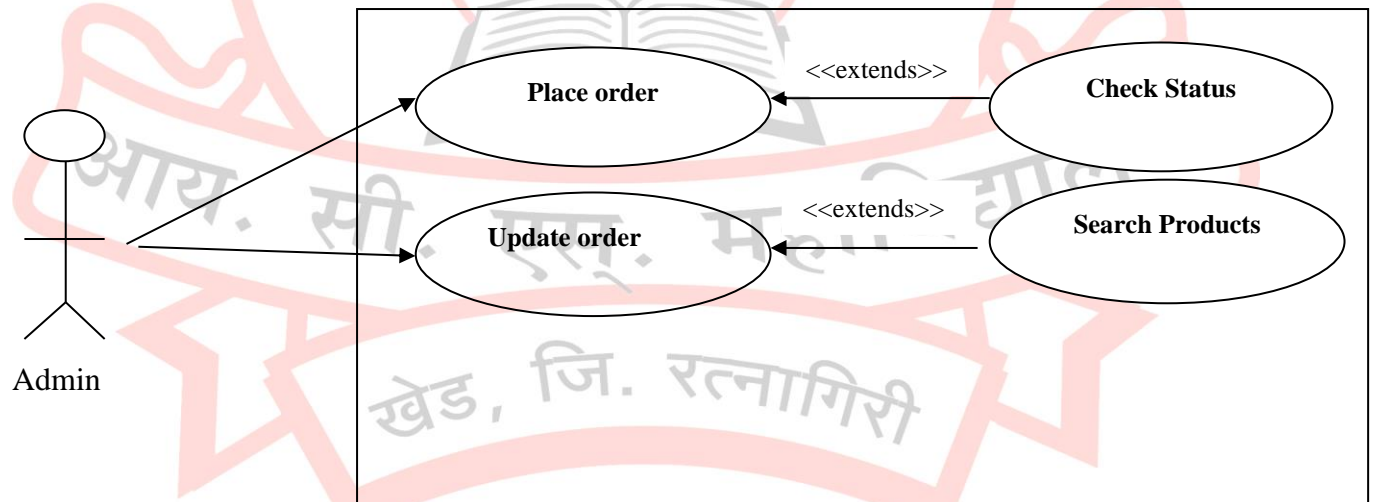 <<extends>>
Place order
Check Status
आय. सी. एस. महाविद्यालय
<<extends>>
Update order
Search Products
Admin
खेड, जि. रत्नागिरी